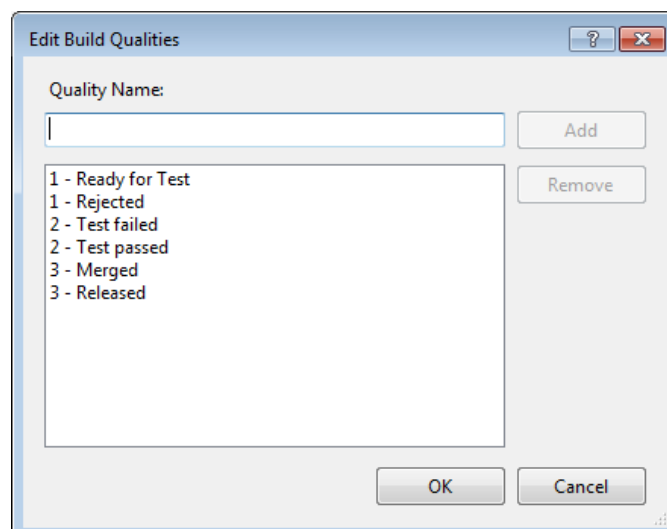 Edit Build Qualities
?
Quality Name:
Add
1 - Ready for Test
Remove
1 - Rejected
2 - Test failed
2 - Test passed
3 - Merged
3 - Released
OK
Cancel